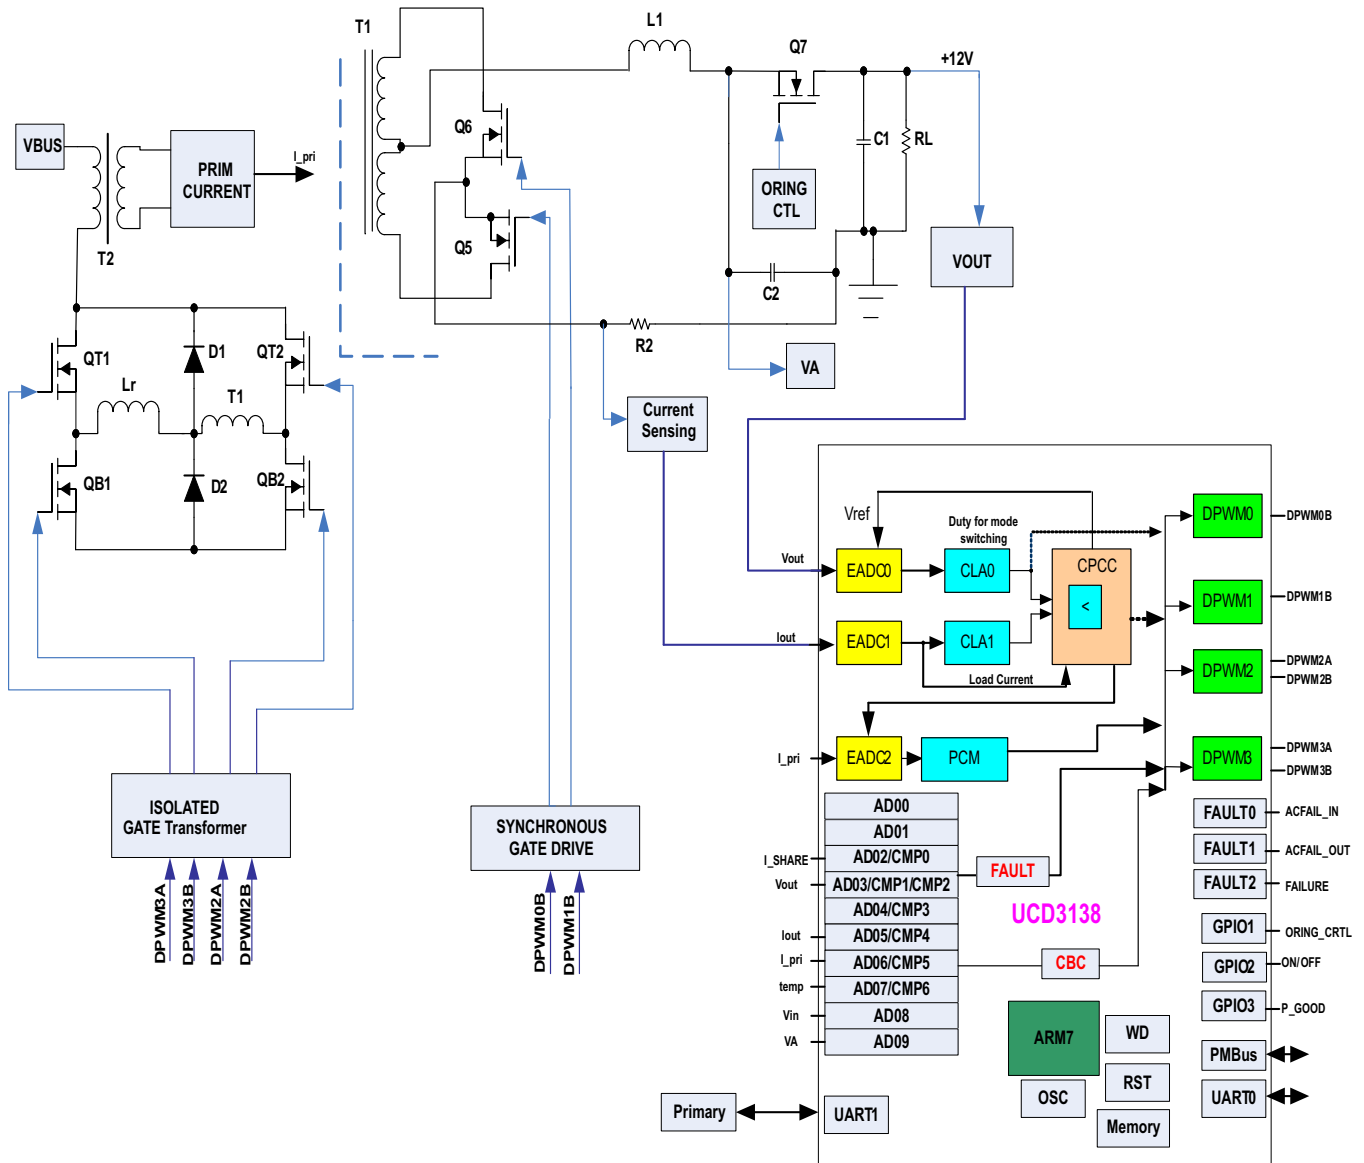 T1
L1
Q7
+12V
Q6
C1
RL
VBUS
PRIM
CURRENT
I_pri
ORING
CTL
T2
Q5
VOUT
C2
R2
VA
QT1
D1
QT2
Lr
T1
Current
Sensing
QB1
D2
QB2
Vref
Duty for mode
switching
DPWM0
DPWM0B
Vout
EADC0
CLA0
CPCC
<
DPWM1
DPWM1B
Iout
EADC1
CLA1
Load Current
DPWM2
DPWM2A
DPWM2B
I_pri
EADC2
PCM
DPWM3
DPWM3A
DPWM3B
ISOLATED
GATE Transformer
SYNCHRONOUS
GATE DRIVE
DPWM3A
DPWM3B
DPWM2A
DPWM2B
DPWM0B
DPWM1B
AD00
AD01
I_SHARE
AD02/CMP0
Vout
AD03/CMP1/CMP2
AD04/CMP3
Iout
AD05/CMP4
I_pri
AD06/CMP5
temp
AD07/CMP6
Vin
AD08
VA
AD09
FAULT
UCD3138
CBC
FAULT0
ACFAIL_IN
FAULT1
ACFAIL_OUT
FAULT2
FAILURE
GPIO1
ORING_CRTL
GPIO2
ON/OFF
GPIO3
P_GOOD
ARM7
WD
PMBus
OSC
RST
UART0
Memory
Primary
UART1